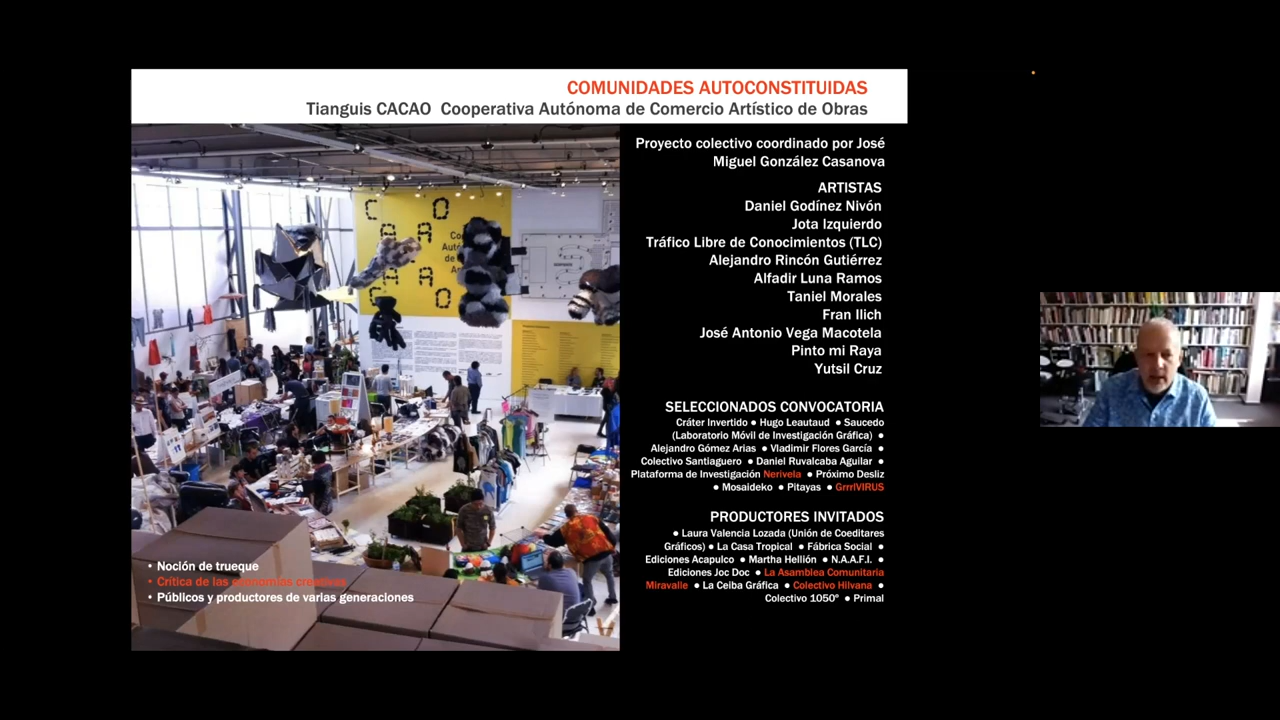 COMUNIDADES AUTOCONSTITUIDAS
Tianguis CACAO Cooperativa Autónoma de Comercio Artístico de Obras
Proyecto colectivo coordinado por José
Miguel González Casanova
ARTISTAS
Daniel Godínez Nivón
Jota Izquierdo
Tráfico Libre de Conocimientos (TLC)
Alejandro Rincón Gutiérrez
Alfadir Luna Ramos
Taniel Morales
Fran Ilich
José Antonio Vega Macotela
Pinto mi Raya
Yutsil Cruz
SELECCIONADOS CONVOCATORIA
Cráter Invertido ● Hugo Leautaud ● Saucedo
(Laboratorio Móvil de Investigación Gráfica) ●
Alejandro Gómez Arias ● Vladimir Flores García ●
Colectivo Santiaguero ● Daniel Ruvalcaba Aguilar ●
Plataforma de Investigación Nerivela ● Próximo Desliz
● Mosaideko ● Pitayas ● Grrr!VIRUS
PRODUCTORES INVITADOS
● Laura Valencia Lozada (Unión de Coeditares
Gráficos) ● La Casa Tropical ● Fábrica Social ●
Ediciones Acapulco ● Martha Hellión ● N.A.A.F.I. ●
Ediciones Joc Doc ● La Asamblea Comunitaria
Miravalle ● La Ceiba Gráfica ● Colectivo Hilvana ●
Colectivo 1050° ● Primal
• Noción de trueque
• Crítica de las economías creativas
• Públicos y productores de varias generaciones